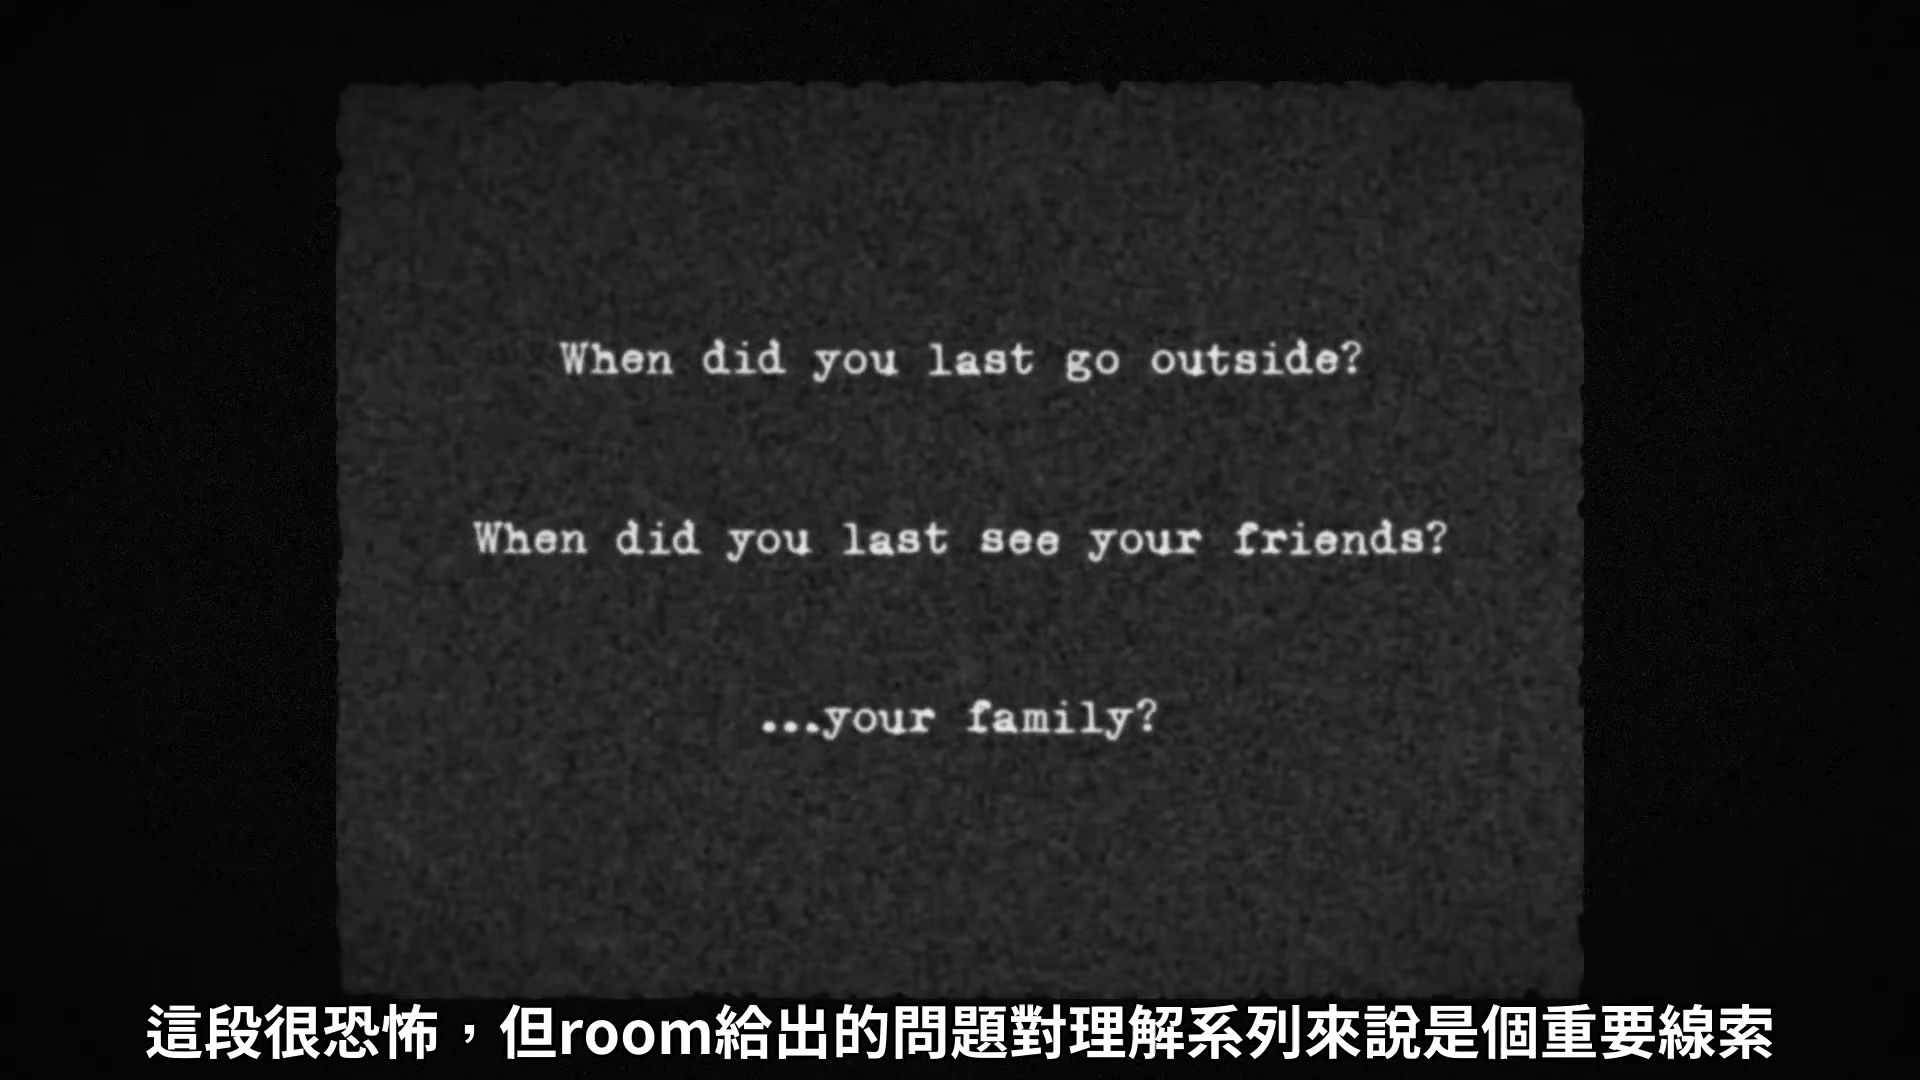 When did you last go outside?
When did you last see your friends?
...your family?
這段很恐怖，但room給出的問題對理解系列來說是個重要線索